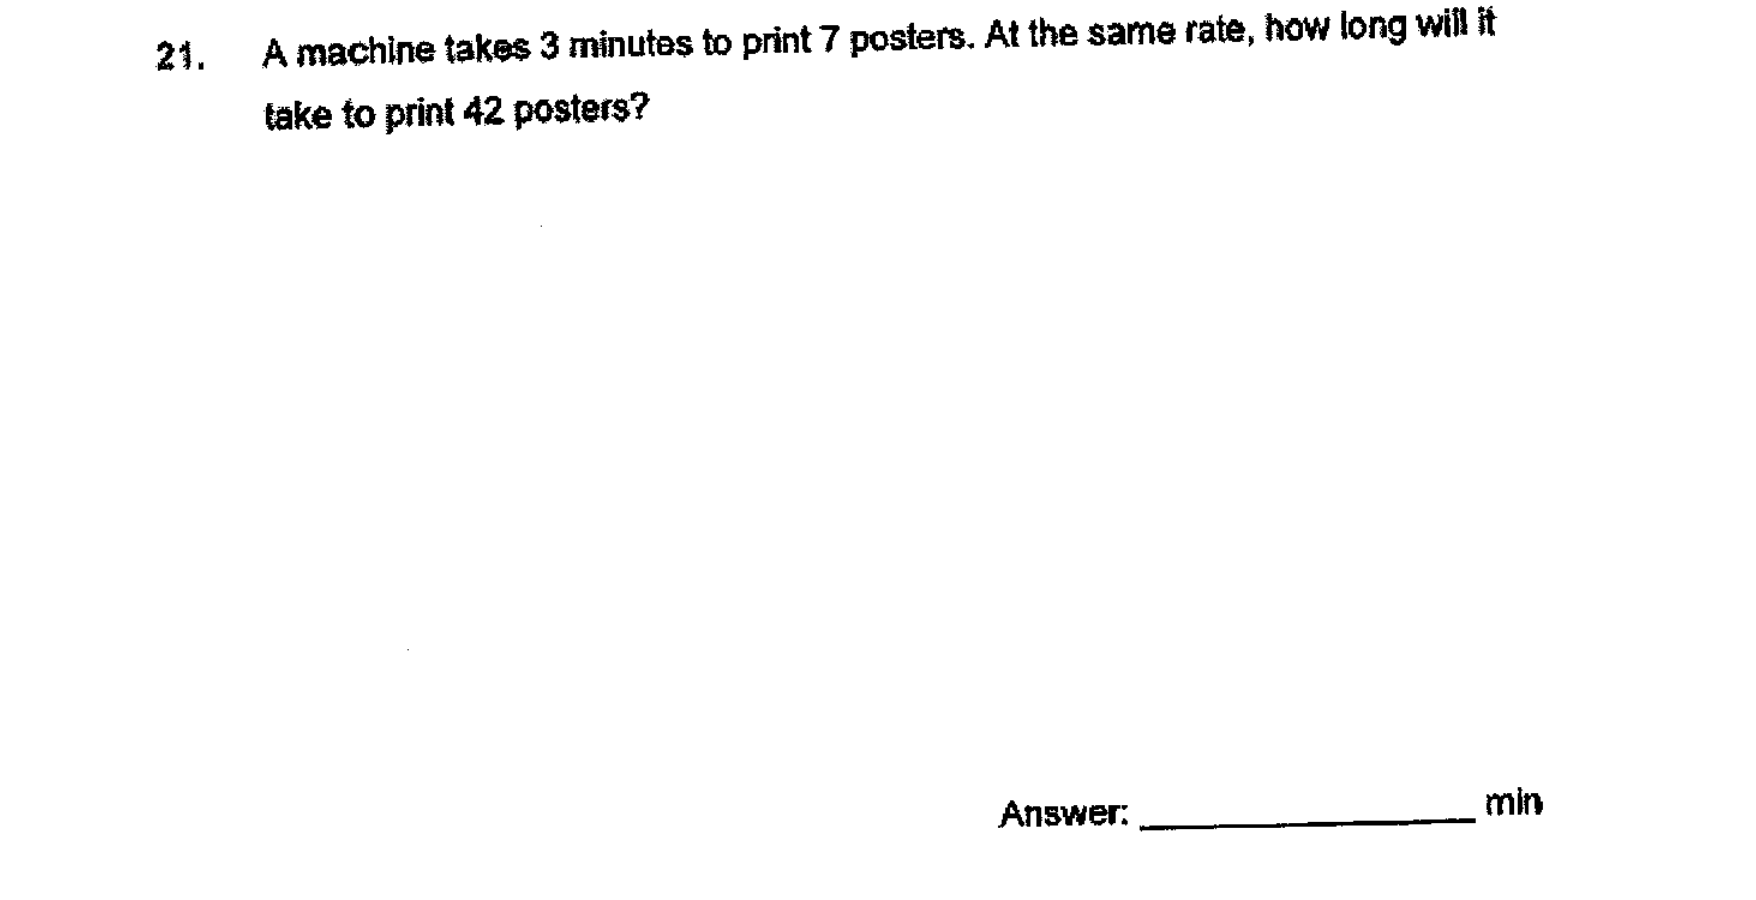 21. A machine takes 3 minutes to print 7 posters. At the same rate, how long will it
take to print 42 posters?
Answer: ____________ min